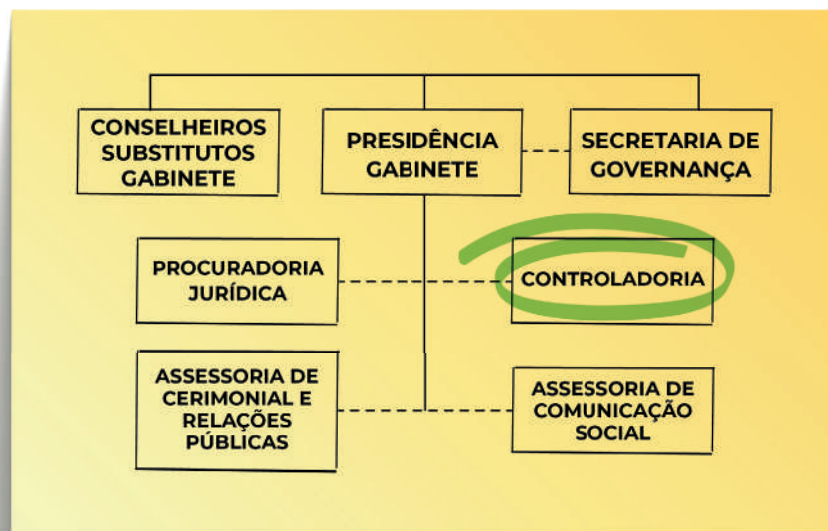 CONSELHEIROS
SUBSTITUTOS
GABINETE
PRESIDÊNCIA
GABINETE
SECRETARIA DE
GOVERNANÇA
PROCURADORIA
JURÍDICA
CONTROLADORIA
ASSESSORIA DE
CERIMONIAL E
RELAÇÕES
PÚBLICAS
ASSESSORIA DE
COMUNICAÇÃO
SOCIAL